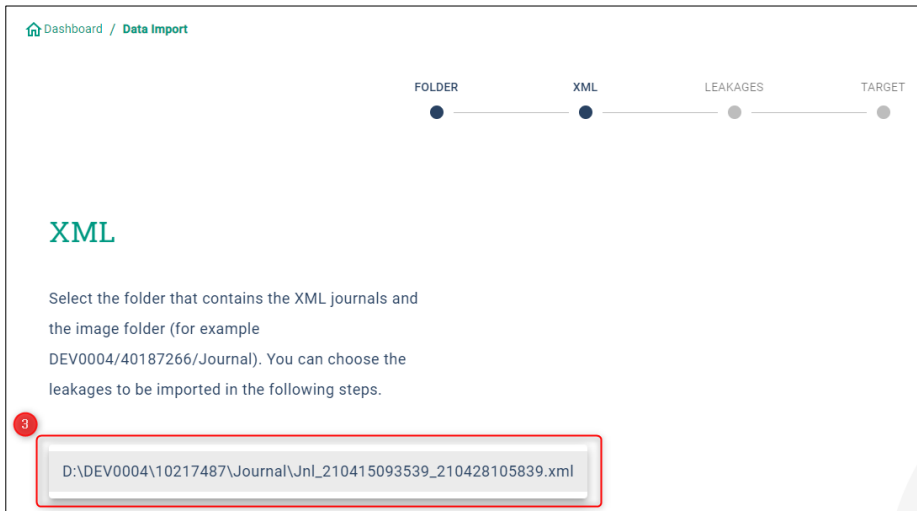 Dashboard / Data Import
FOLDER XML LEAKAGES TARGET
XML
Select the folder that contains the XML journals and
the image folder (for example
DEV0004/40187266/Journal). You can choose the
leakages to be imported in the following steps.
3
D:\DEV0004\10217487\Journal\Jnl_210415093539_210428105839.xml